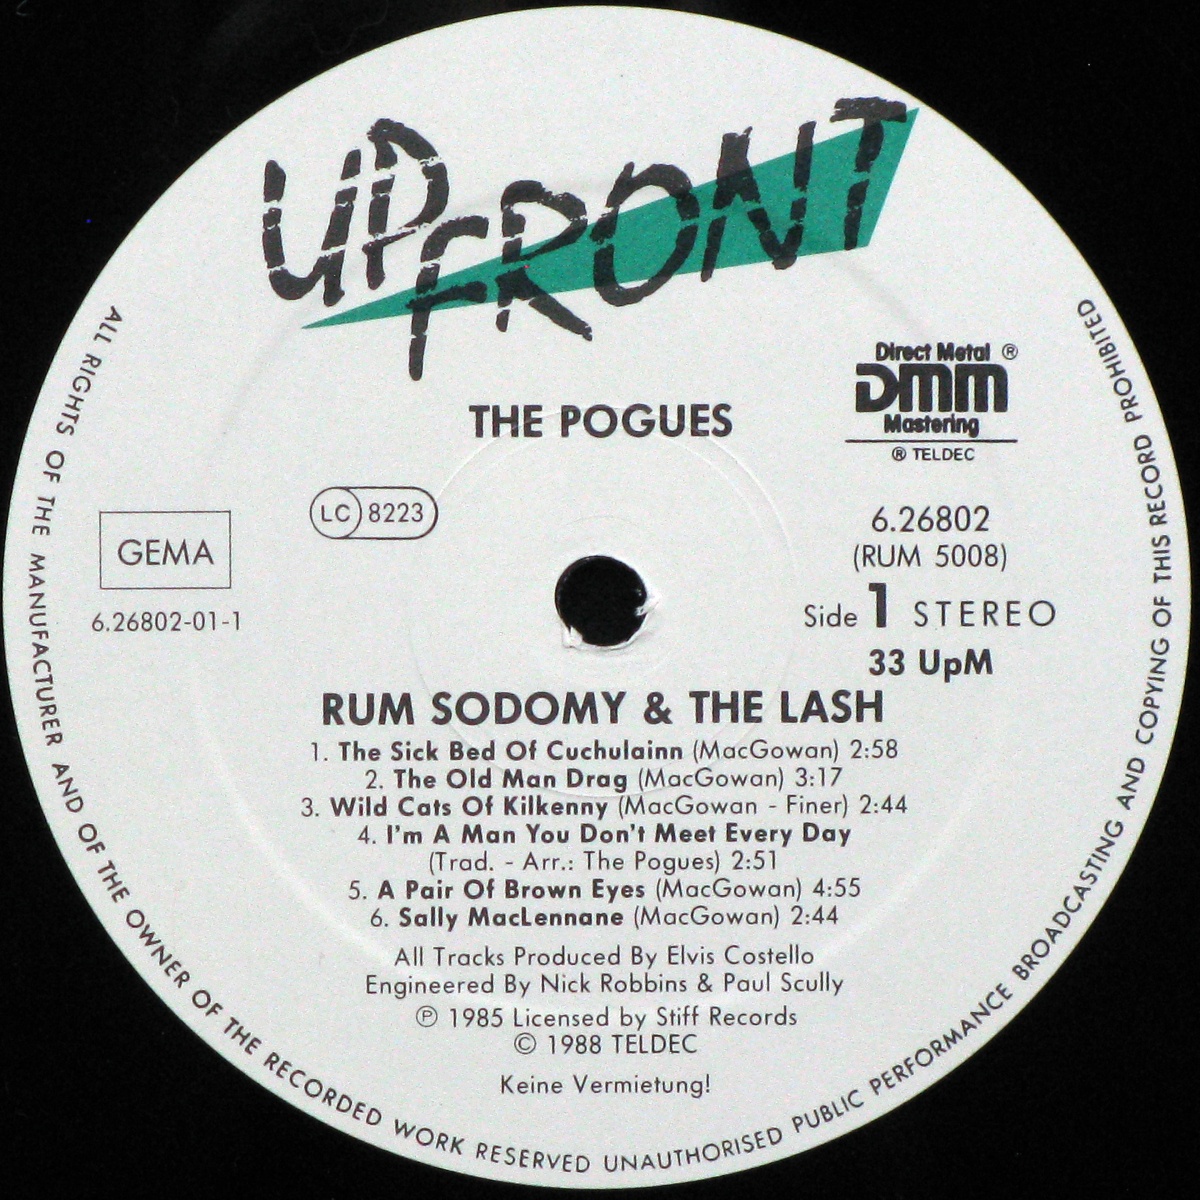 UPFRONT
Direct Metal ®
DMM
Mastering
® TELDEC
THE POGUES
LC 8223
GEMA
6.26802-01-1
6.26802
(RUM 5008)
Side 1 STEREO
33 UpM
RUM SODOMY & THE LASH
1. The Sick Bed Of Cuchulainn (MacGowan) 2:58
2. The Old Man Drag (MacGowan) 3:17
3. Wild Cats Of Kilkenny (MacGowan - Finer) 2:44
4. I'm A Man You Don't Meet Every Day
(Trad. - Arr.: The Pogues) 2:51
5. A Pair Of Brown Eyes (MacGowan) 4:55
6. Sally MacLennane (MacGowan) 2:44
All Tracks Produced By Elvis Costello
Engineered By Nick Robbins & Paul Scully
℗ 1985 Licensed by Stiff Records
© 1988 TELDEC
Keine Vermietung!
ALL RIGHTS OF THE MANUFACTURER AND OF THE OWNER OF THE RECORDED WORK RESERVED UNAUTHORISED PUBLIC PERFORMANCE BROADCASTING AND COPYING OF THIS RECORD PROHIBITED